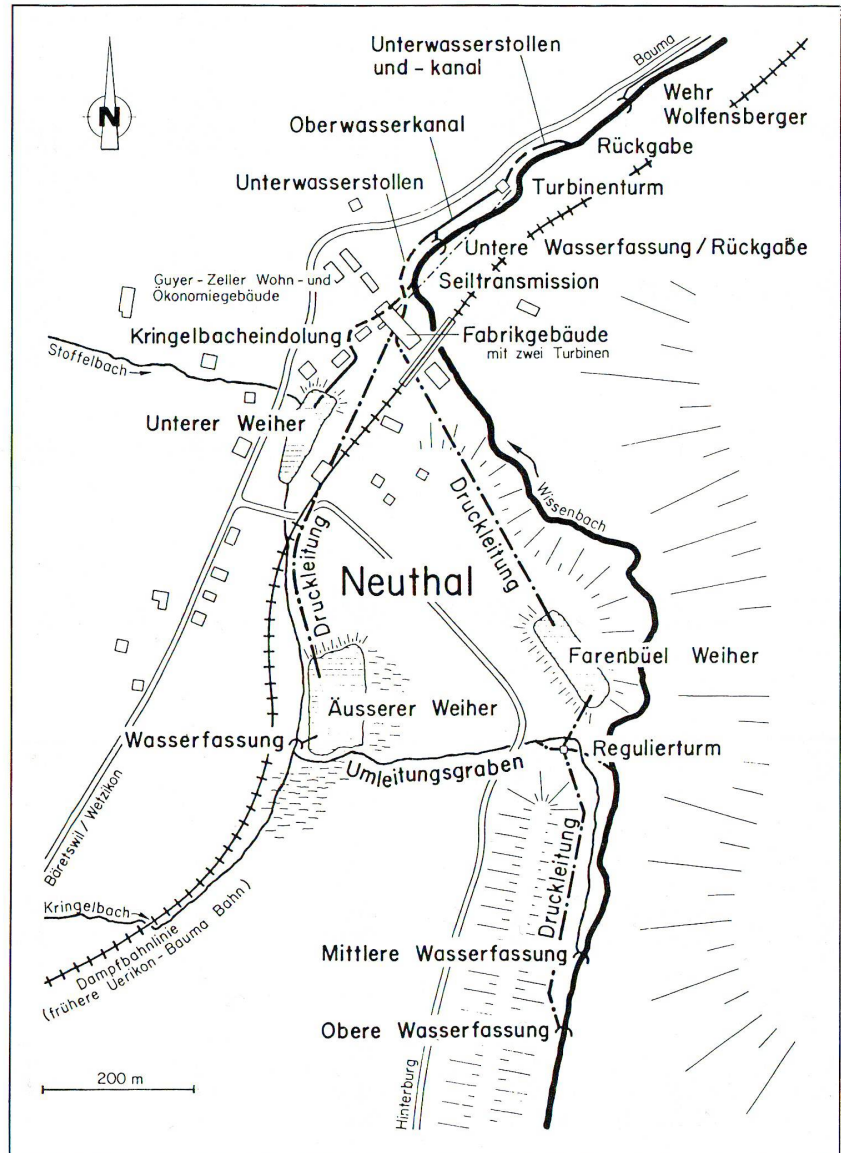 Unterwasserstollen
und - kanal
Bauma
Wehr
Wolfensberger
N
Oberwasserkanal
Rückgabe
Unterwasserstollen
Turbinenturm
Untere Wasserfassung / Rückgabe
Guyer - Zeller Wohn - und
Ökonomiegebäude
Seiltransmission
Kringelbacheindolung
Fabrikgebäude
mit zwei Turbinen
Stoffelbach
Unterer Weiher
Druckleitung
Wissenbach
Druckleitung
Neuthal
Farenbüel Weiher
Äusserer Weiher
Wasserfassung
Regulierturm
Umleitungsgraben
Bäretswil / Wetzikon
Druckleitung
Kringelbach
Dampfbahnlinie
(frühere Uerikon - Bauma Bahn)
Mittlere Wasserfassung
Obere Wasserfassung
200 m
Hinterburg